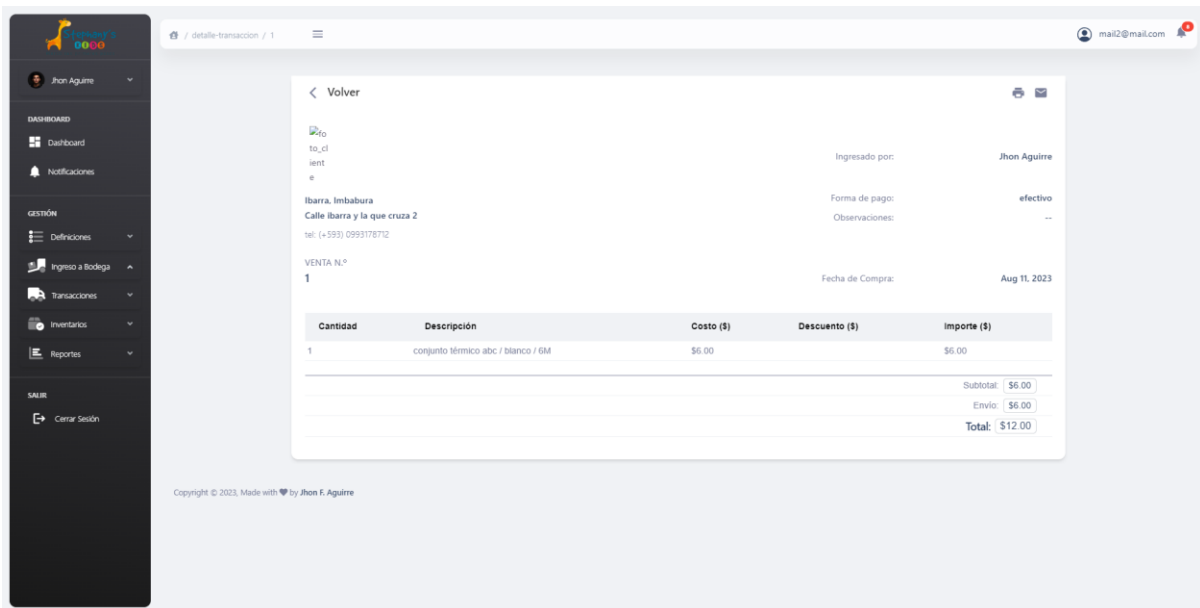 / detalle-transaccion / 1
mail2@mail.com
Jhon Aguirre
DASHBOARD
Dashboard
Notificaciones
GESTIÓN
Definiciones
Ingreso a Bodega
Transacciones
Inventarios
Reportes
SALIR
Cerrar Sesión
Volver
fo
to_cl
ient
e
Ingresado por: Jhon Aguirre
Ibarra, Imbabura
Forma de pago: efectivo
Calle ibarra y la que cruza 2
Observaciones: --
tel: (+593) 0993178712
VENTA N.º
1
Fecha de Compra: Aug 11, 2023
Cantidad Descripción Costo ($) Descuento ($) Importe ($)
1 conjunto térmico abc / blanco / 6M $6.00 $6.00
Subtotal: $6.00
Envío: $6.00
Total: $12.00
Copyright © 2023, Made with by Jhon F. Aguirre